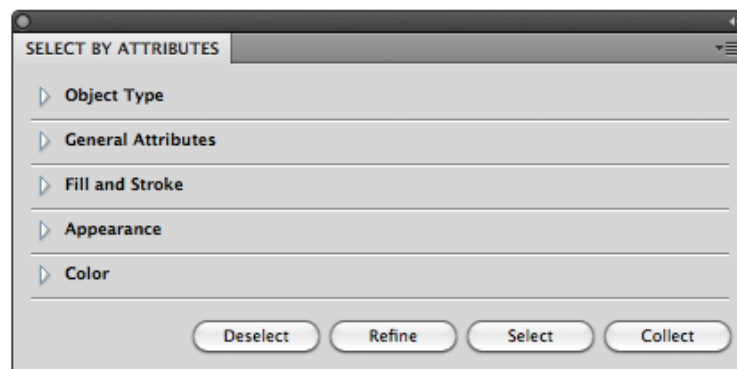 SELECT BY ATTRIBUTES
Object Type
General Attributes
Fill and Stroke
Appearance
Color
Deselect Refine Select Collect